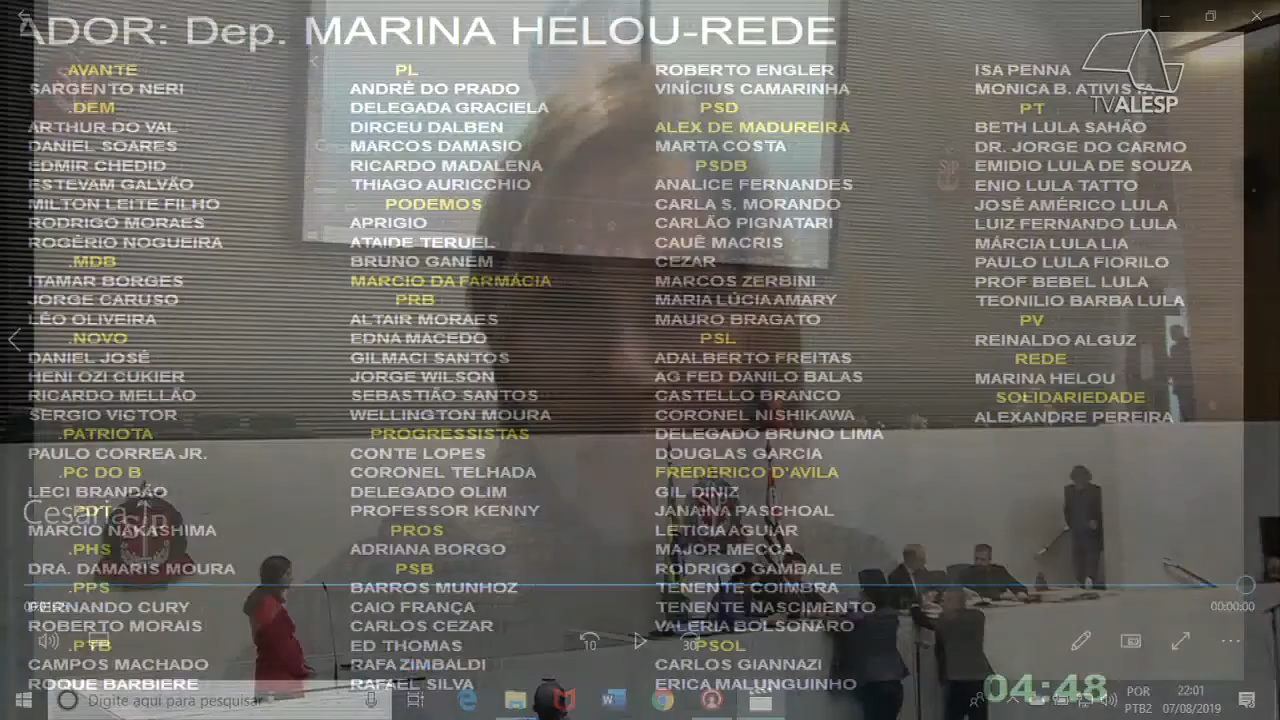 ADOR: Dep. MARINA HELOU-REDE
.AVANTE
SARGENTO NERI
.DEM
ARTHUR DO VAL
DANIEL SOARES
EDMIR CHEDID
ESTEVAM GALVÃO
MILTON LEITE FILHO
RODRIGO MORAES
ROGÉRIO NOGUEIRA
.MDB
ITAMAR BORGES
JORGE CARUSO
LÉO OLIVEIRA
.NOVO
DANIEL JOSÉ
HENI OZI CUKIER
RICARDO MELLÃO
SERGIO VICTOR
.PATRIOTA
PAULO CORREA JR.
.PC DO B
LECI BRANDÃO
.PDT
MARCIO NAKASHIMA
.PHS
DRA. DAMARIS MOURA
.PPS
FERNANDO CURY
ROBERTO MORAIS
.PTB
CAMPOS MACHADO
ROQUE BARBIERE
PL
ANDRÉ DO PRADO
DELEGADA GRACIELA
DIRCEU DALBEN
MARCOS DAMASIO
RICARDO MADALENA
THIAGO AURICCHIO
PODEMOS
APRIGIO
ATAIDE TERUEL
BRUNO GANEM
MARCIO DA FARMÁCIA
PRB
ALTAIR MORAES
EDNA MACEDO
GILMACI SANTOS
JORGE WILSON
SEBASTIÃO SANTOS
WELLINGTON MOURA
PROGRESSISTAS
CONTE LOPES
CORONEL TELHADA
DELEGADO OLIM
PROFESSOR KENNY
PROS
ADRIANA BORGO
PSB
BARROS MUNHOZ
CAIO FRANÇA
CARLOS CEZAR
ED THOMAS
RAFA ZIMBALDI
RAFAEL SILVA
ROBERTO ENGLER
VINÍCIUS CAMARINHA
PSD
ALEX DE MADUREIRA
MARTA COSTA
PSDB
ANALICE FERNANDES
CARLA S. MORANDO
CARLÃO PIGNATARI
CAUÊ MACRIS
CEZAR
MARCOS ZERBINI
MARIA LÚCIA AMARY
MAURO BRAGATO
PSL
ADALBERTO FREITAS
AG FED DANILO BALAS
CASTELLO BRANCO
CORONEL NISHIKAWA
DELEGADO BRUNO LIMA
DOUGLAS GARCIA
FREDERICO D'AVILA
GIL DINIZ
JANAINA PASCHOAL
LETICIA AGUIAR
MAJOR MECCA
RODRIGO GAMBALE
TENENTE COIMBRA
TENENTE NASCIMENTO
VALERIA BOLSONARO
PSOL
CARLOS GIANNAZI
ERICA MALUNGUINHO
ISA PENNA
MONICA B. ATIVISTA
PT
BETH LULA SAHÃO
DR. JORGE DO CARMO
EMIDIO LULA DE SOUZA
ENIO LULA TATTO
JOSÉ AMÉRICO LULA
LUIZ FERNANDO LULA
MÁRCIA LULA LIA
PAULO LULA FIORILO
PROF BEBEL LULA
TEONILIO BARBA LULA
PV
REINALDO ALGUZ
REDE
MARINA HELOU
SOLIDARIEDADE
ALEXANDRE PEREIRA
TVALESP
00:00:00
10
30
Digite aqui para pesquisar
04:48
POR
PTB2
22:01
07/08/2019